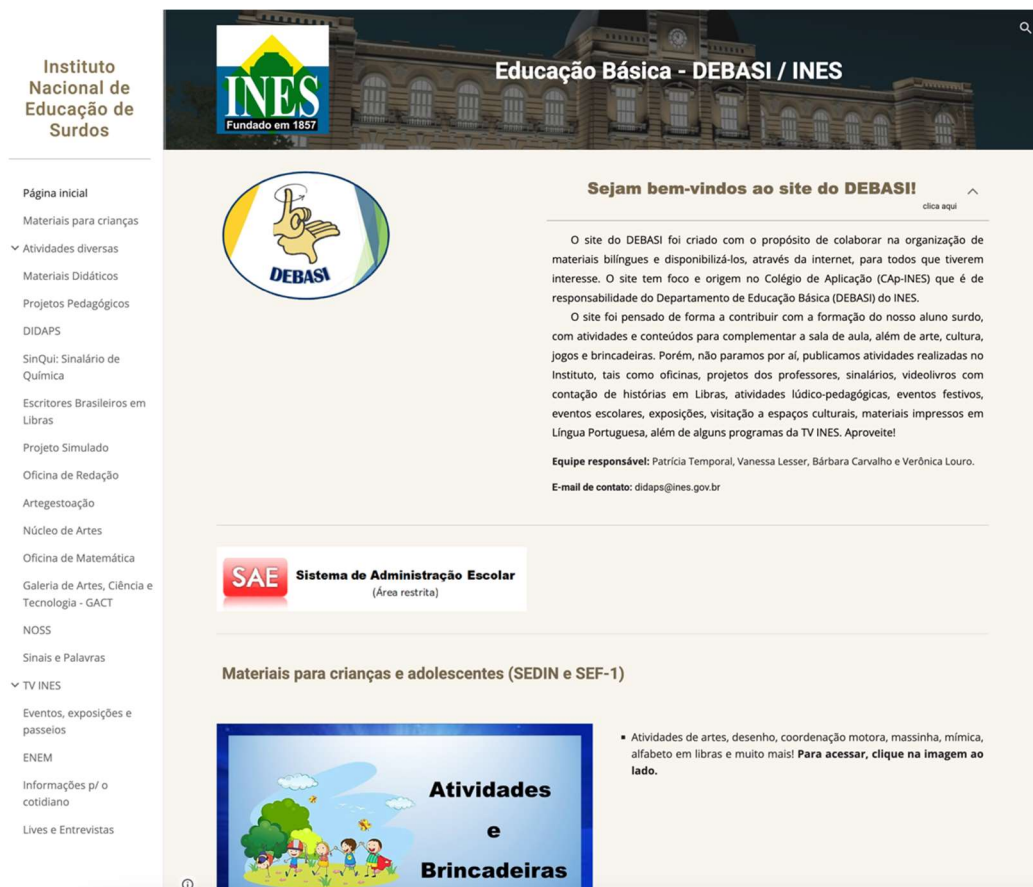 Instituto
Nacional de
Educação de
Surdos
Página inicial
Materiais para crianças
Atividades diversas
Materiais Didáticos
Projetos Pedagógicos
DIDAPS
SinQui: Sinalário de
Química
Escritores Brasileiros em
Libras
Projeto Simulado
Oficina de Redação
Artegestoação
Núcleo de Artes
Oficina de Matemática
Galeria de Artes, Ciência e
Tecnologia - GACT
NOSS
Sinais e Palavras
TV INES
Eventos, exposições e
passeios
ENEM
Informações p/ o
cotidiano
Lives e Entrevistas
INES
Fundado em 1857
Educação Básica - DEBASI / INES
DEBASI
Sejam bem-vindos ao site do DEBASI!
clica aqui
O site do DEBASI foi criado com o propósito de colaborar na organização de
materiais bilíngues e disponibilizá-los, através da internet, para todos que tiverem
interesse. O site tem foco e origem no Colégio de Aplicação (CAp-INES) que é de
responsabilidade do Departamento de Educação Básica (DEBASI) do INES.
O site foi pensado de forma a contribuir com a formação do nosso aluno surdo,
com atividades e conteúdos para complementar a sala de aula, além de arte, cultura,
jogos e brincadeiras. Porém, não paramos por aí, publicamos atividades realizadas no
Instituto, tais como oficinas, projetos dos professores, sinalários, videolivros com
contação de histórias em Libras, atividades lúdico-pedagógicas, eventos festivos,
eventos escolares, exposições, visitação a espaços culturais, materiais impressos em
Língua Portuguesa, além de alguns programas da TV INES. Aproveite!
Equipe responsável: Patrícia Temporal, Vanessa Lesser, Bárbara Carvalho e Verônica Louro.
E-mail de contato: didaps@ines.gov.br
SAE
Sistema de Administração Escolar
(Área restrita)
Materiais para crianças e adolescentes (SEDIN e SEF-1)
Atividades
e
Brincadeiras
▪ Atividades de artes, desenho, coordenação motora, massinha, mímica,
alfabeto em libras e muito mais! Para acessar, clique na imagem ao
lado.